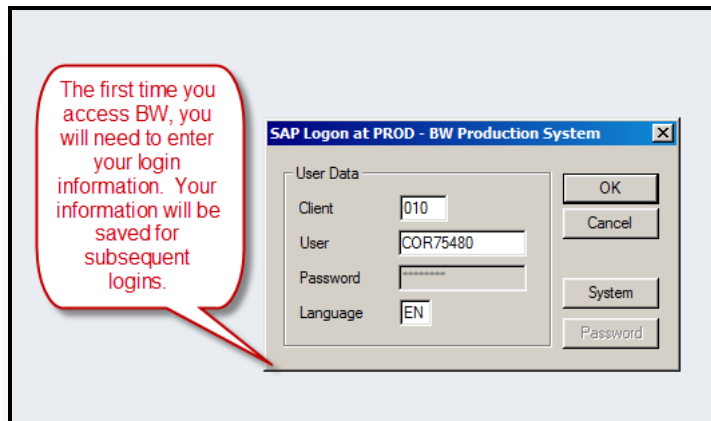 The first time you
access BW, you
will need to enter
your login
information.  Your
information will be
saved for
subsequent
logins.
SAP Logon at PROD - BW Production System
User Data
Client 010
User COR75480
Password ********
Language EN
OK
Cancel
System
Password